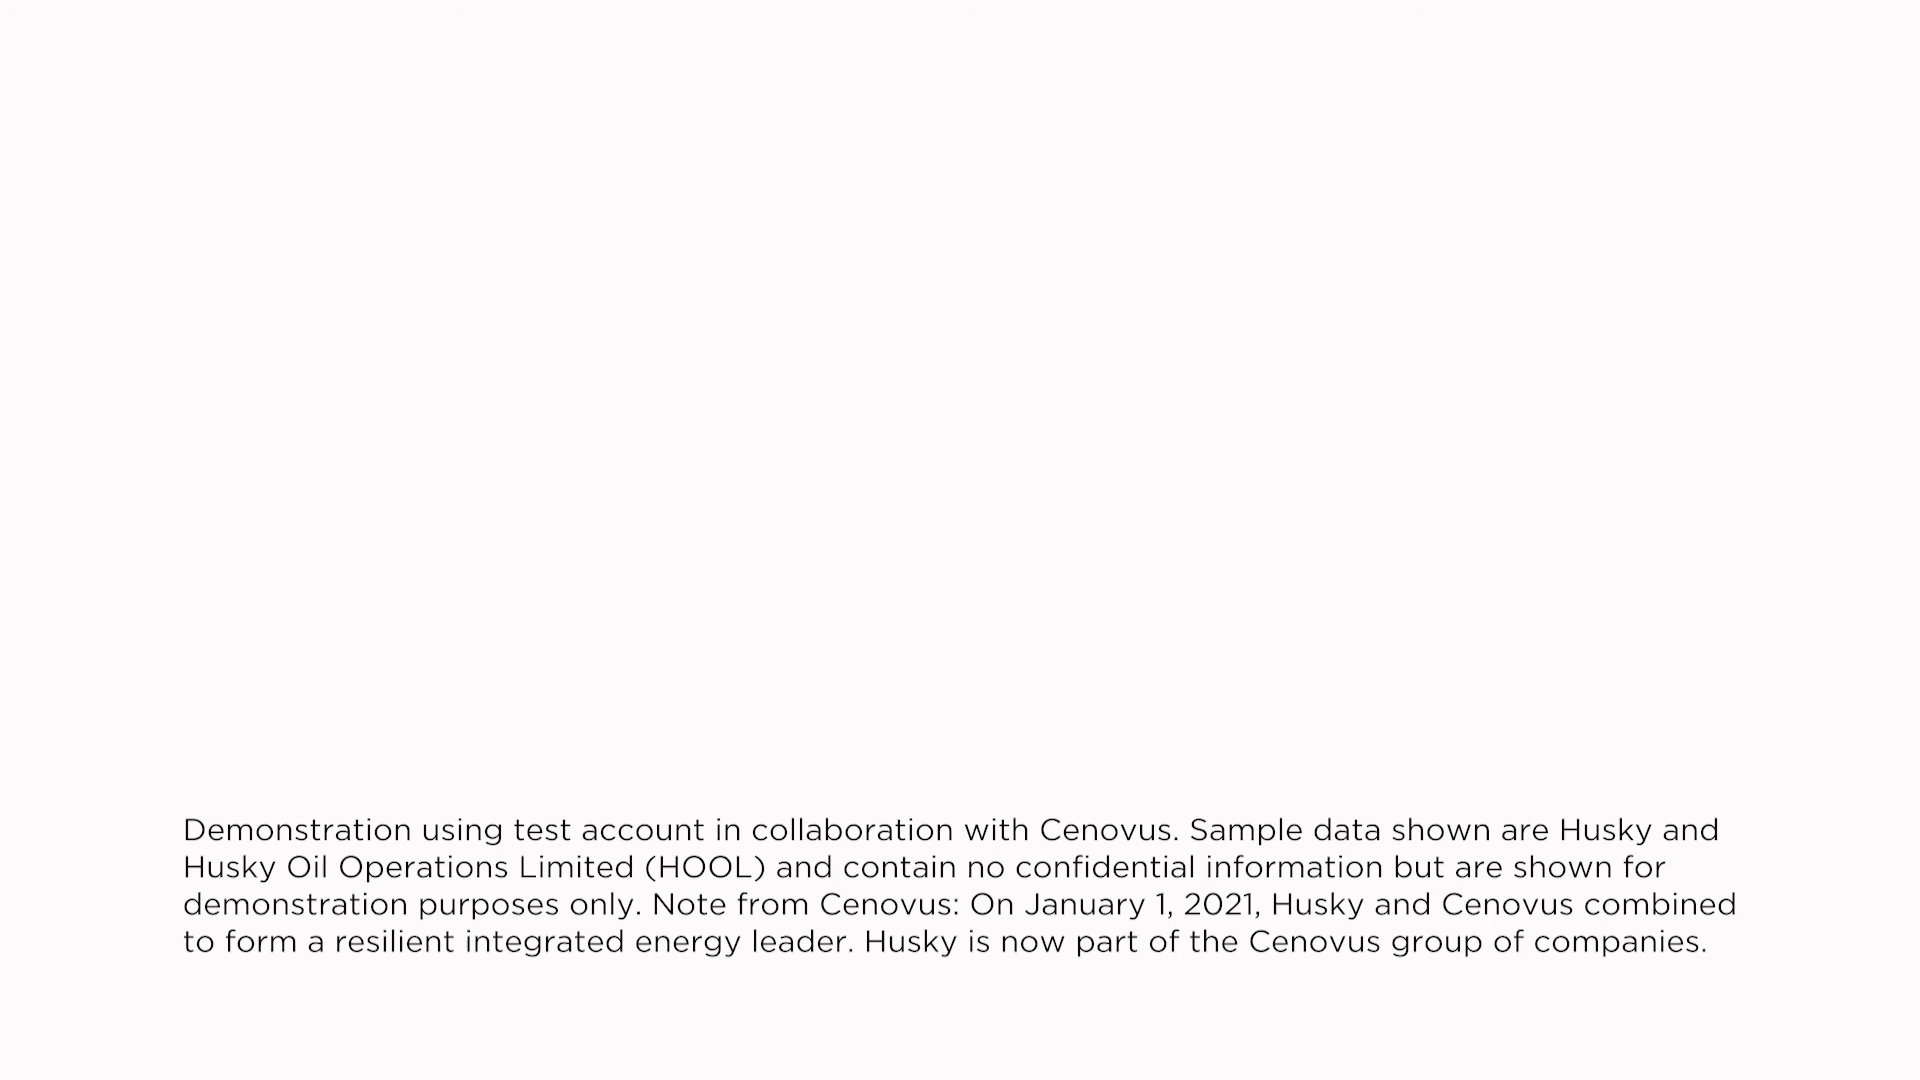 Demonstration using test account in collaboration with Cenovus. Sample data shown are Husky and
Husky Oil Operations Limited (HOOL) and contain no confidential information but are shown for
demonstration purposes only. Note from Cenovus: On January 1, 2021, Husky and Cenovus combined
to form a resilient integrated energy leader. Husky is now part of the Cenovus group of companies.